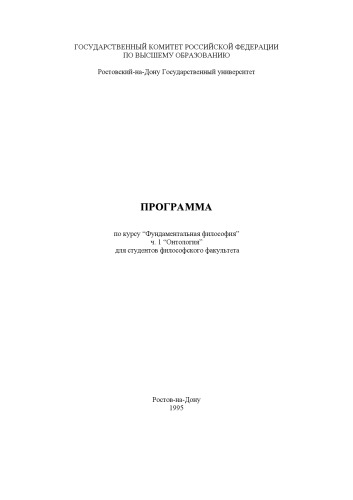 ГОСУДАРСТВЕННЫЙ КОМИТЕТ РОССИЙСКОЙ ФЕДЕРАЦИИ
ПО ВЫСШЕМУ ОБРАЗОВАНИЮ
Ростовский-на-Дону Государственный университет
ПРОГРАММА
по курсу “Фундаментальная философия”
ч. 1 “Онтология”
для студентов философского факультета
Ростов-на-Дону
1995